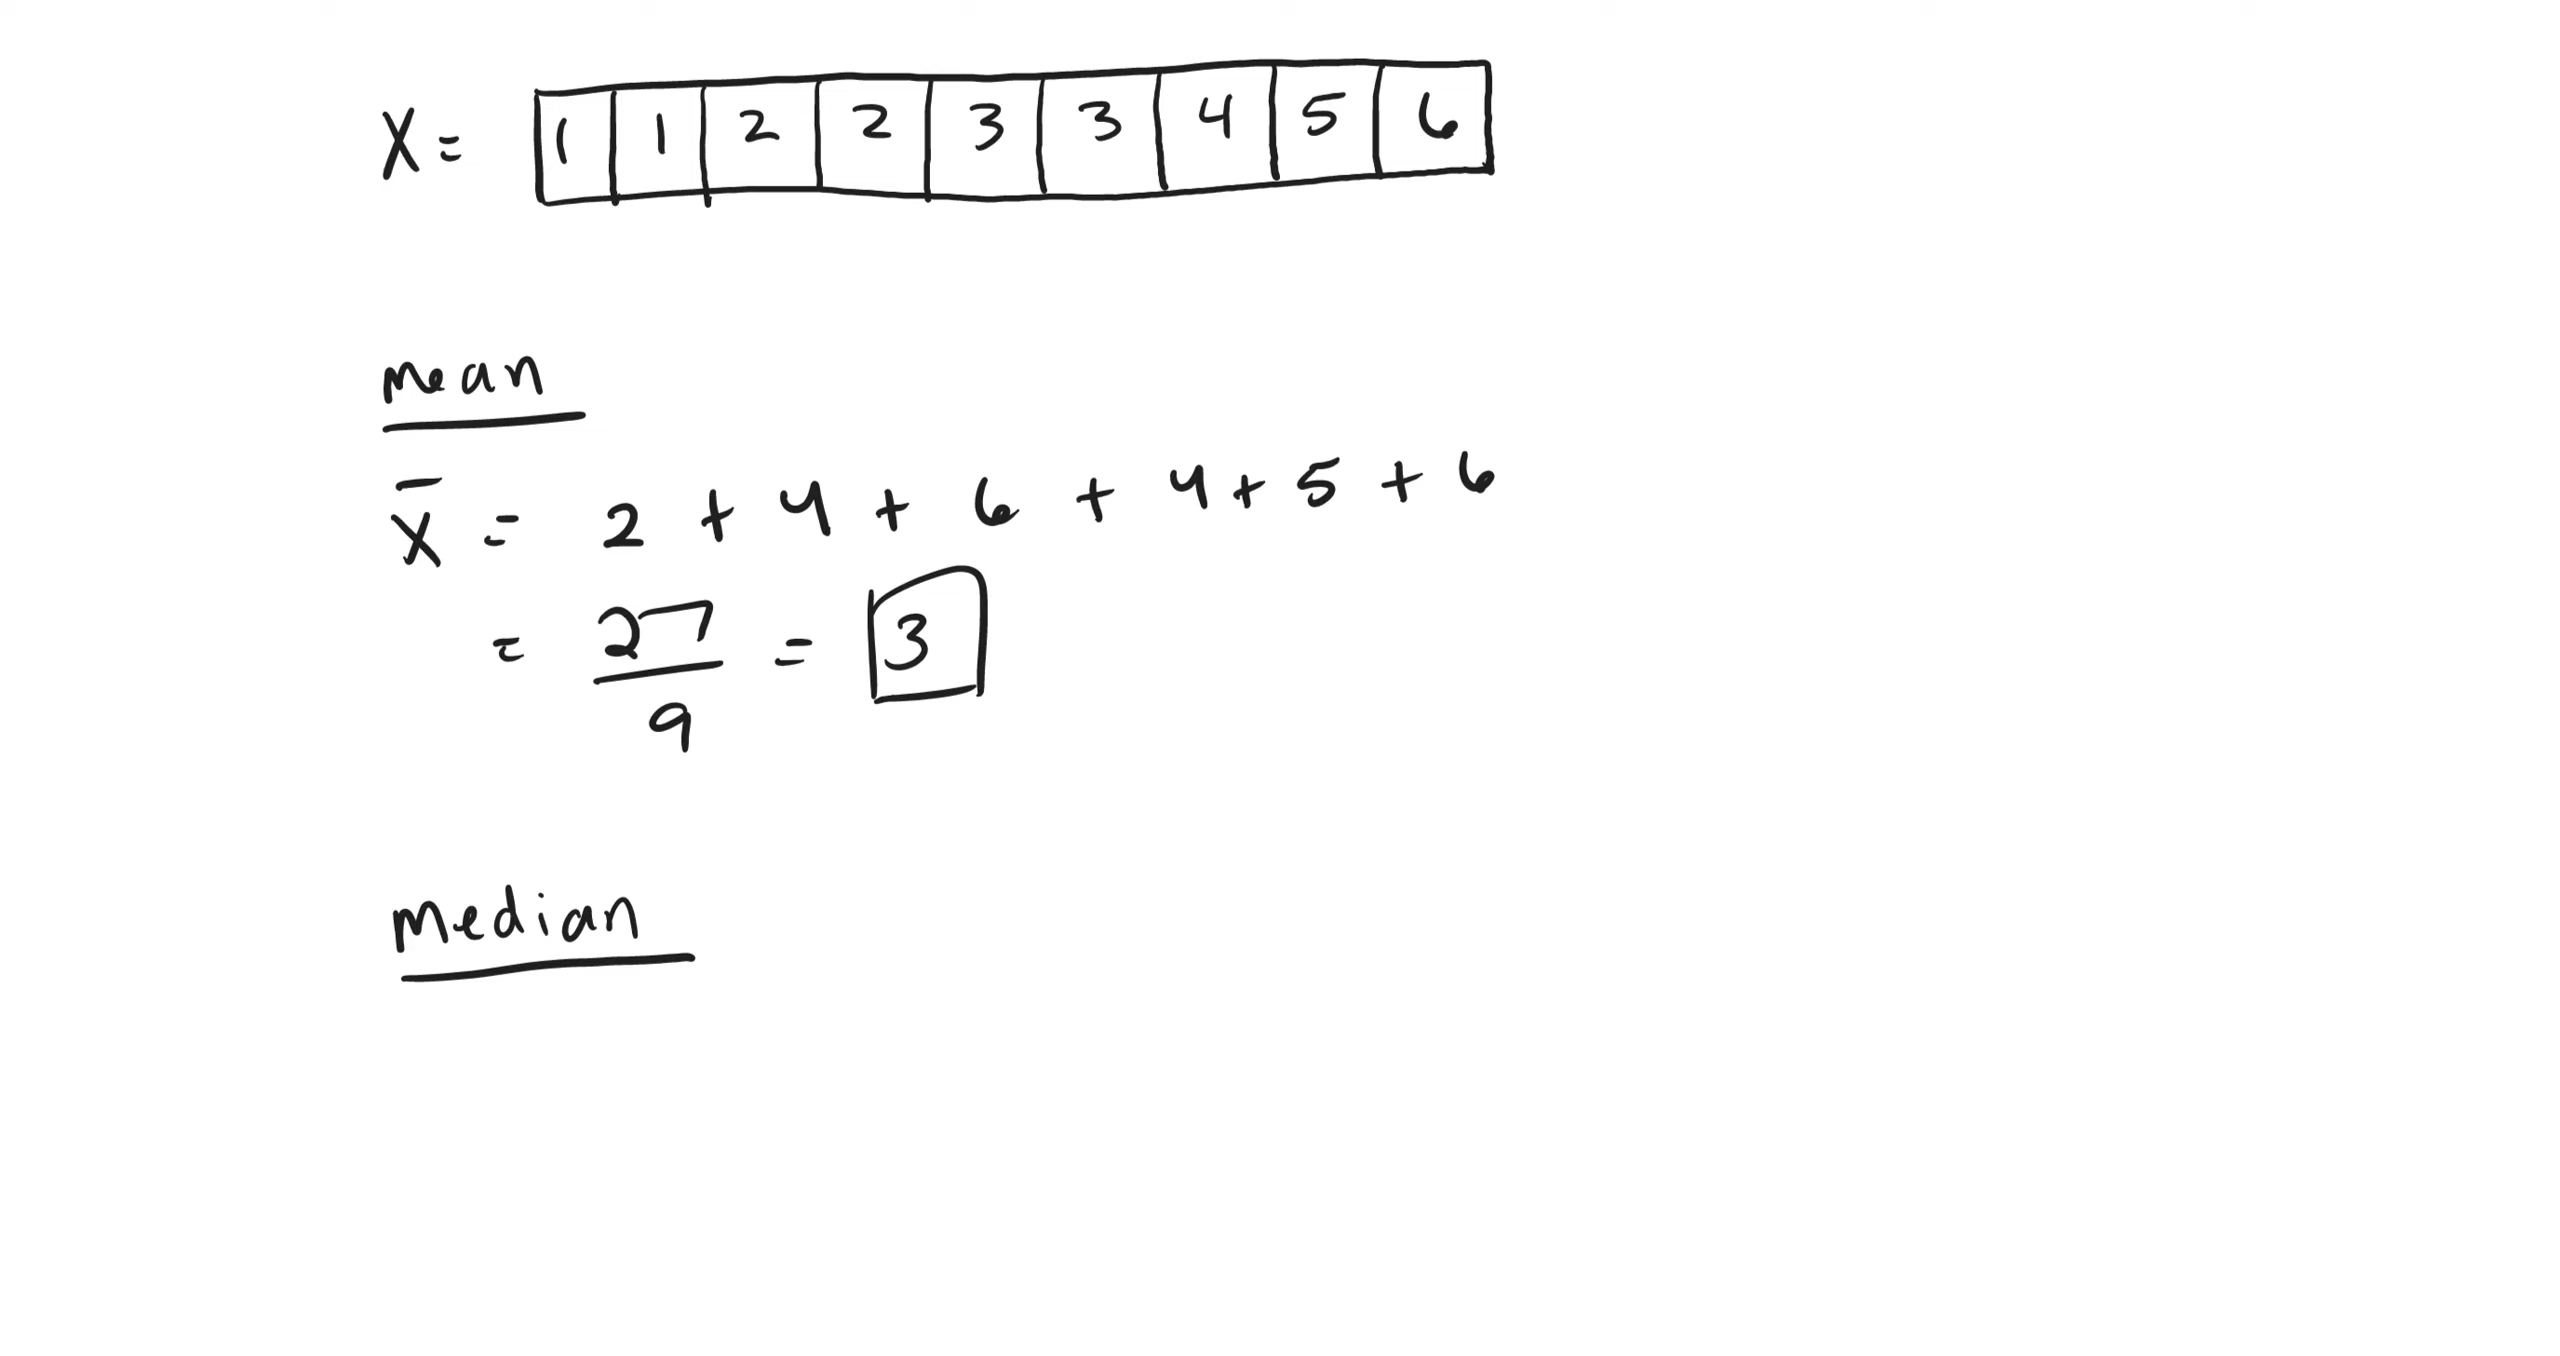 X = 1 1 2 2 3 3 4 5 6
mean
x̄ = 2 + 4 + 6 + 4 + 5 + 6
= 27/9 = 3
Median